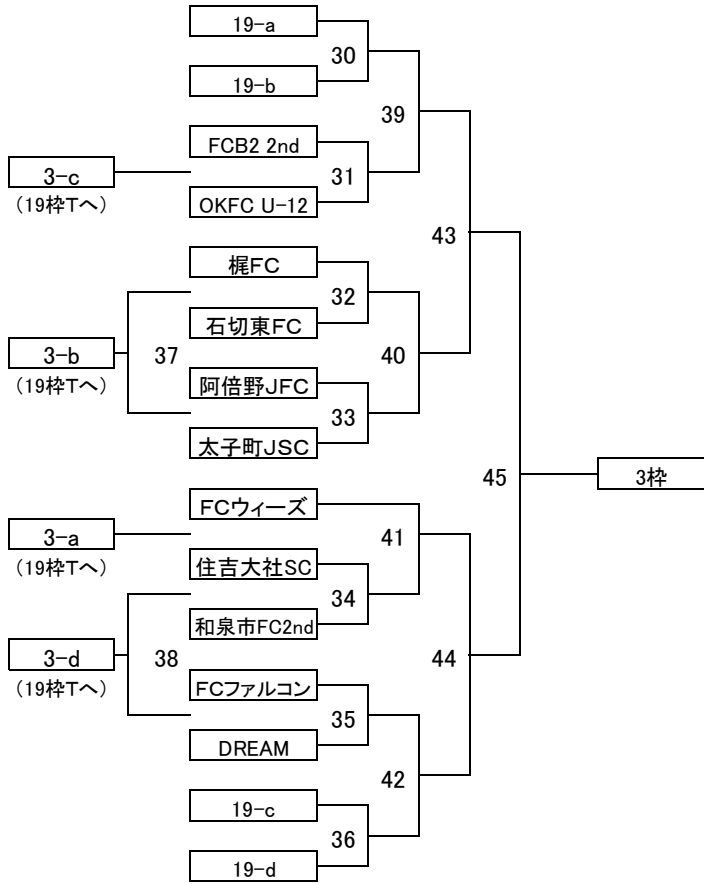 19-a
30
19-b
39
FCB2 2nd
3-c
31
(19枠Tへ)
OKFC U-12
43
梶FC
32
石切東FC
3-b
37
40
(19枠Tへ)
阿倍野JFC
33
太子町JSC
45
3枠
FCウィーズ
3-a
41
(19枠Tへ)
住吉大社SC
34
和泉市FC2nd
3-d
38
44
(19枠Tへ)
FCファルコン
35
DREAM
42
19-c
36
19-d